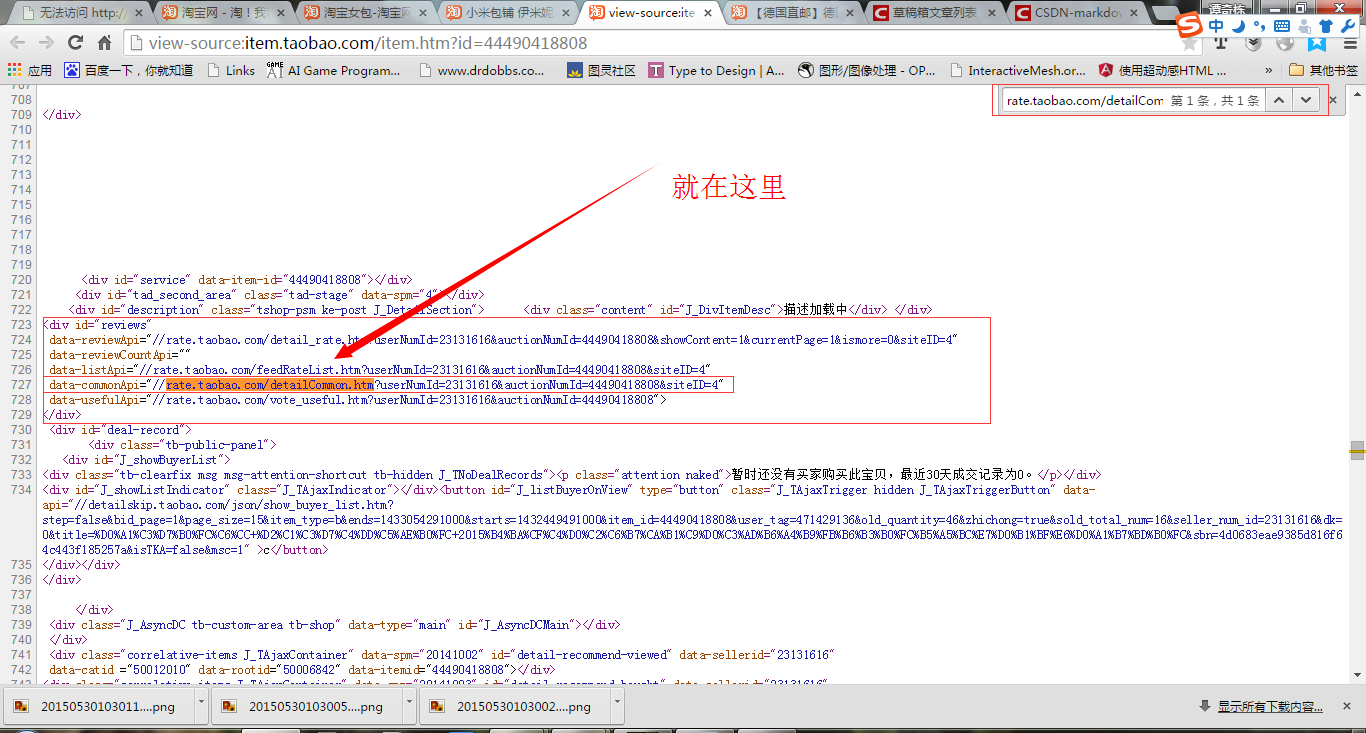 无法访问 http:/
淘宝网 - 淘！我
淘宝女包-淘宝网
小米包铺 伊米妮
view-source:ite
【德国直邮】德
草稿箱文章列表
CSDN-markdow
谭奇栋
中
view-source:item.taobao.com/item.htm?id=44490418808
应用
百度一下，你就知道
Links
AI Game Program...
www.drdobbs.co...
图灵社区
Type to Design | A...
图形/图像处理 - OP...
InteractiveMesh.or...
使用超动感HTML ...
»
其他书签
rate.taobao.com/detailCom 第 1 条，共 1 条
707
708
709 </div>
710
711
712
713
714
715
716
717
718
719
就在这里
720 <div id="service" data-item-id="44490418808"></div>
721 <div id="tad_second_area" class="tad-stage" data-spm="4"></div>
722 <div id="description" class="tshop-psm ke-post J_DetailSection"> <div class="content" id="J_DivItemDesc">描述加载中</div> </div>
723 <div id="reviews"
724 data-reviewApi="//rate.taobao.com/detail_rate.htm?userNumId=23131616&auctionNumId=44490418808&showContent=1&currentPage=1&ismore=0&siteID=4"
725 data-reviewCountApi=""
726 data-listApi="//rate.taobao.com/feedRateList.htm?userNumId=23131616&auctionNumId=44490418808&siteID=4"
727 data-commonApi="//rate.taobao.com/detailCommon.htm?userNumId=23131616&auctionNumId=44490418808&siteID=4"
728 data-usefulApi="//rate.taobao.com/vote_useful.htm?userNumId=23131616&auctionNumId=44490418808">
729 </div>
730 <div id="deal-record">
731 <div class="tb-public-panel">
732 <div id="J_showBuyerList">
733 <div class="tb-clearfix msg msg-attention-shortcut tb-hidden J_TNoDealRecords"><p class="attention naked">暂时还没有买家购买此宝贝，最近30天成交记录为0。</p></div>
734 <div id="J_showListIndicator" class="J_TAjaxIndicator"></div><button id="J_listBuyerOnView" type="button" class="J_TAjaxTrigger hidden J_TAjaxTriggerButton" data-
api="//detailskip.taobao.com/json/show_buyer_list.htm?
step=false&bid_page=1&page_size=15&item_type=b&ends=1433054291000&starts=1432449491000&item_id=44490418808&user_tag=471429136&old_quantity=46&zhichong=true&sold_total_num=16&seller_num_id=23131616&dk=
0&title=%D0%A1%C3%D7%B0%FC%C6%CC+%D2%C1%C3%D7%C4%DD%C5%AE%B0%FC+2015%B4%BA%CF%C4%D0%C2%C6%B7%CA%B1%C9%D0%C3%AD%B6%A4%B9%FB%B6%B3%B0%FC%B5%A5%BC%E7%D0%B1%BF%E6%D0%A1%B7%BD%B0%FC&sbn=4d0683eae9385d816f6
4c443f185257a&isTKA=false&msc=1" >c</button>
735 </div></div>
736 </div>
737
738 </div>
739 <div class="J_AsyncDC tb-custom-area tb-shop" data-type="main" id="J_AsyncDCMain"></div>
740 </div>
741 <div class="correlative-items J_TAjaxContainer" data-spm="20141002" id="detail-recommend-viewed" data-sellerid="23131616"
742 data-catid ="50012010" data-rootid="50006842" data-itemid="44490418808"></div>
743 <div class="correlative-items J_TAjaxContainer" data-spm="20141003" id="detail-recommend-bought" data-sellerid="23131616"
20150530103011....png
20150530103005....png
20150530103002....png
显示所有下载内容...